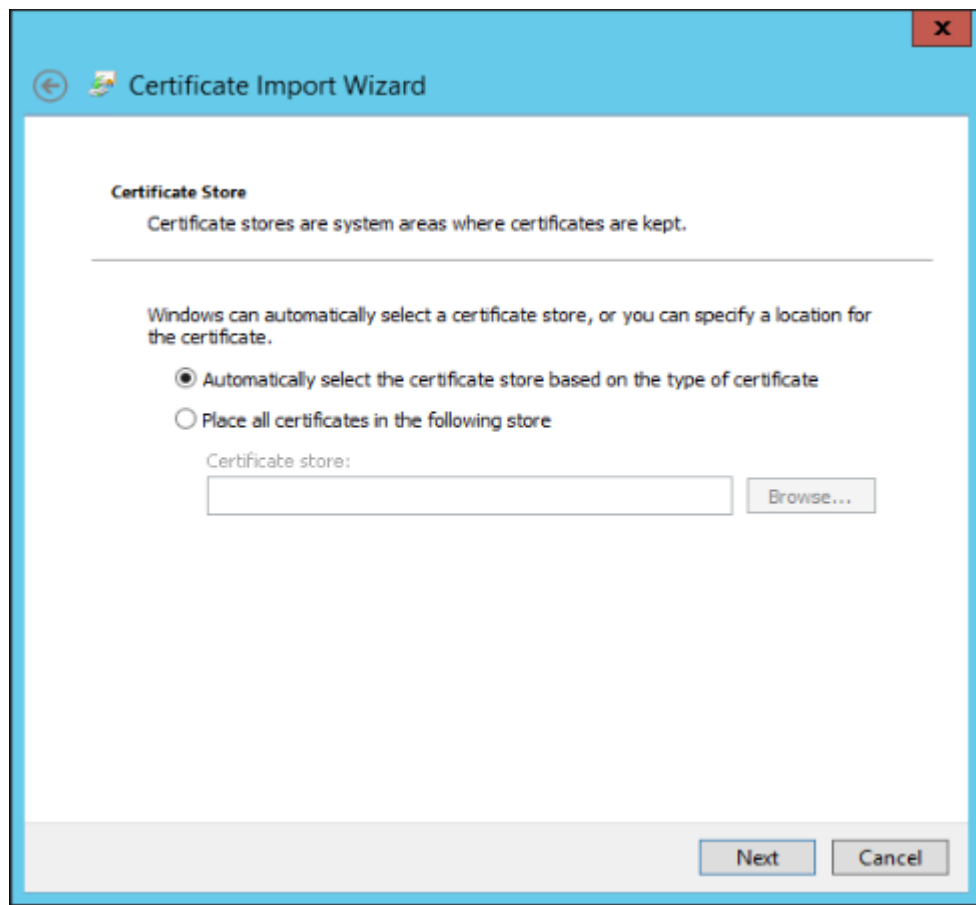 x
Certificate Import Wizard
Certificate Store
Certificate stores are system areas where certificates are kept.
Windows can automatically select a certificate store, or you can specify a location for
the certificate.
Automatically select the certificate store based on the type of certificate
Place all certificates in the following store
Certificate store:
Browse...
Next Cancel